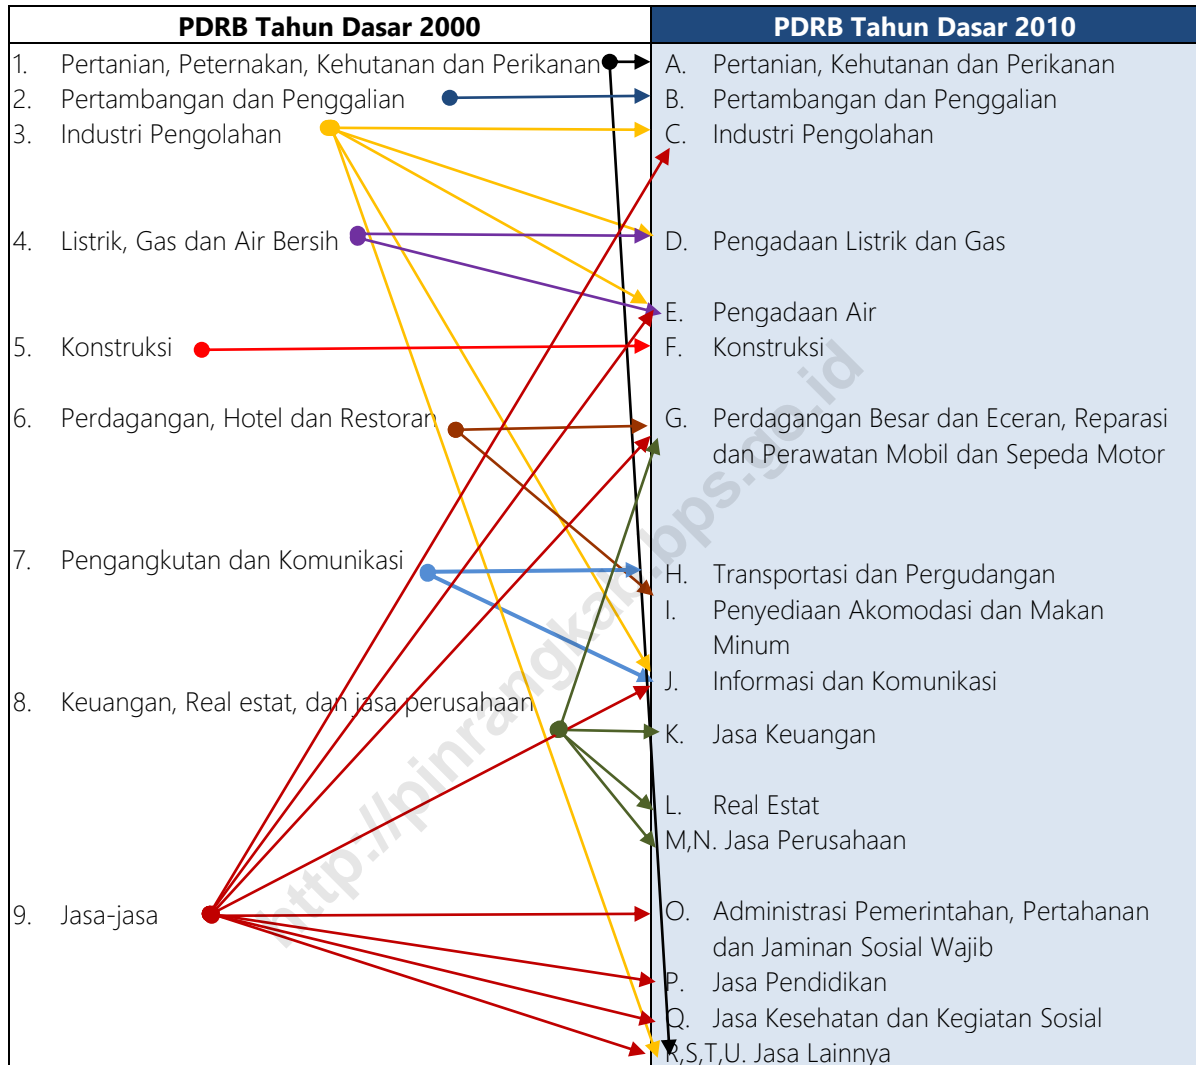 PDRB Tahun Dasar 2000
PDRB Tahun Dasar 2010
1. Pertanian, Peternakan, Kehutanan dan Perikanan
A. Pertanian, Kehutanan dan Perikanan
2. Pertambangan dan Penggalian
B. Pertambangan dan Penggalian
3. Industri Pengolahan
C. Industri Pengolahan
4. Listrik, Gas dan Air Bersih
D. Pengadaan Listrik dan Gas
E. Pengadaan Air
5. Konstruksi
F. Konstruksi
6. Perdagangan, Hotel dan Restoran
G. Perdagangan Besar dan Eceran, Reparasi
dan Perawatan Mobil dan Sepeda Motor
7. Pengangkutan dan Komunikasi
H. Transportasi dan Pergudangan
I. Penyediaan Akomodasi dan Makan
Minum
J. Informasi dan Komunikasi
8. Keuangan, Real estat, dan jasa perusahaan
K. Jasa Keuangan
L. Real Estat
M,N. Jasa Perusahaan
9. Jasa-jasa
O. Administrasi Pemerintahan, Pertahanan
dan Jaminan Sosial Wajib
P. Jasa Pendidikan
Q. Jasa Kesehatan dan Kegiatan Sosial
R,S,T,U. Jasa Lainnya
http://pinrangkab.bps.go.id